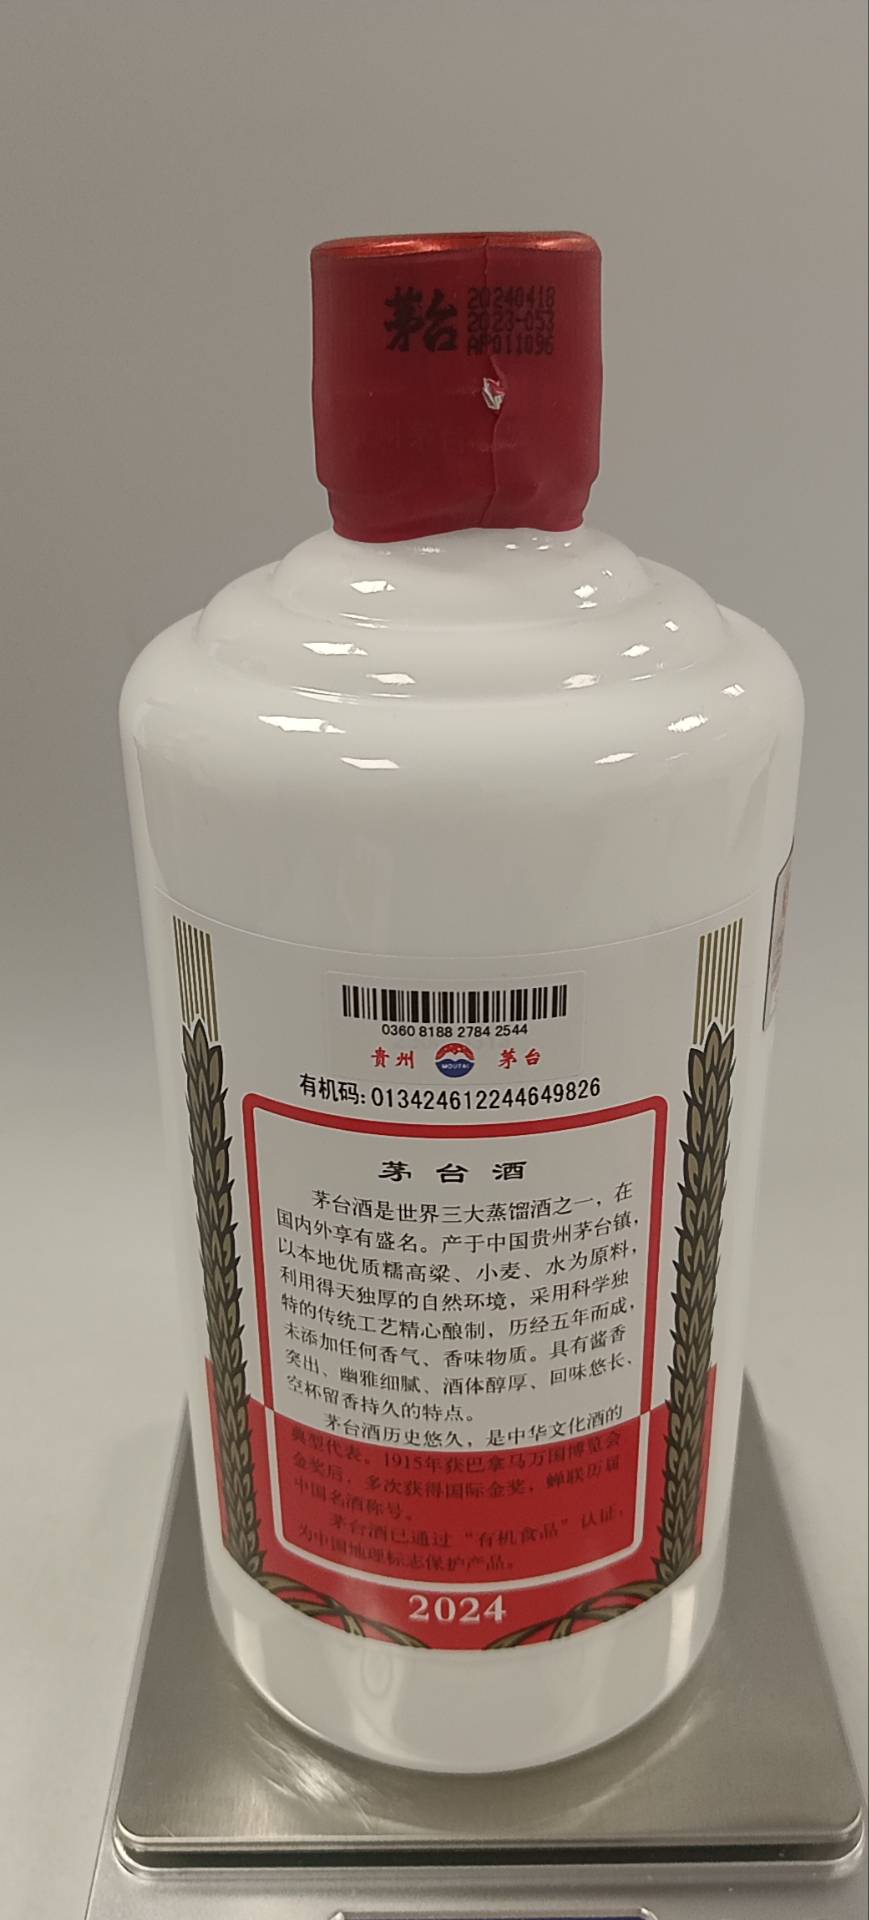 茅台
20240418
2023-053
AP011096
0360 8188 2784 2544
贵州 MOUTAI 茅台
有机码: 013424612244649826
茅台酒
茅台酒是世界三大蒸馏酒之一，在
国内外享有盛名。产于中国贵州茅台镇，
以本地优质糯高粱、小麦、水为原料，
利用得天独厚的自然环境，采用科学独
特的传统工艺精心酿制，历经五年而成，
未添加任何香气、香味物质。具有酱香
突出、幽雅细腻、酒体醇厚、回味悠长、
空杯留香持久的特点。
茅台酒历史悠久，是中华文化酒的
典型代表。1915年获巴拿马万国博览会
金奖后，多次获得国际金奖，蝉联历届
中国名酒称号。
茅台酒已通过“有机食品”认证，
为中国地理标志保护产品。
2024